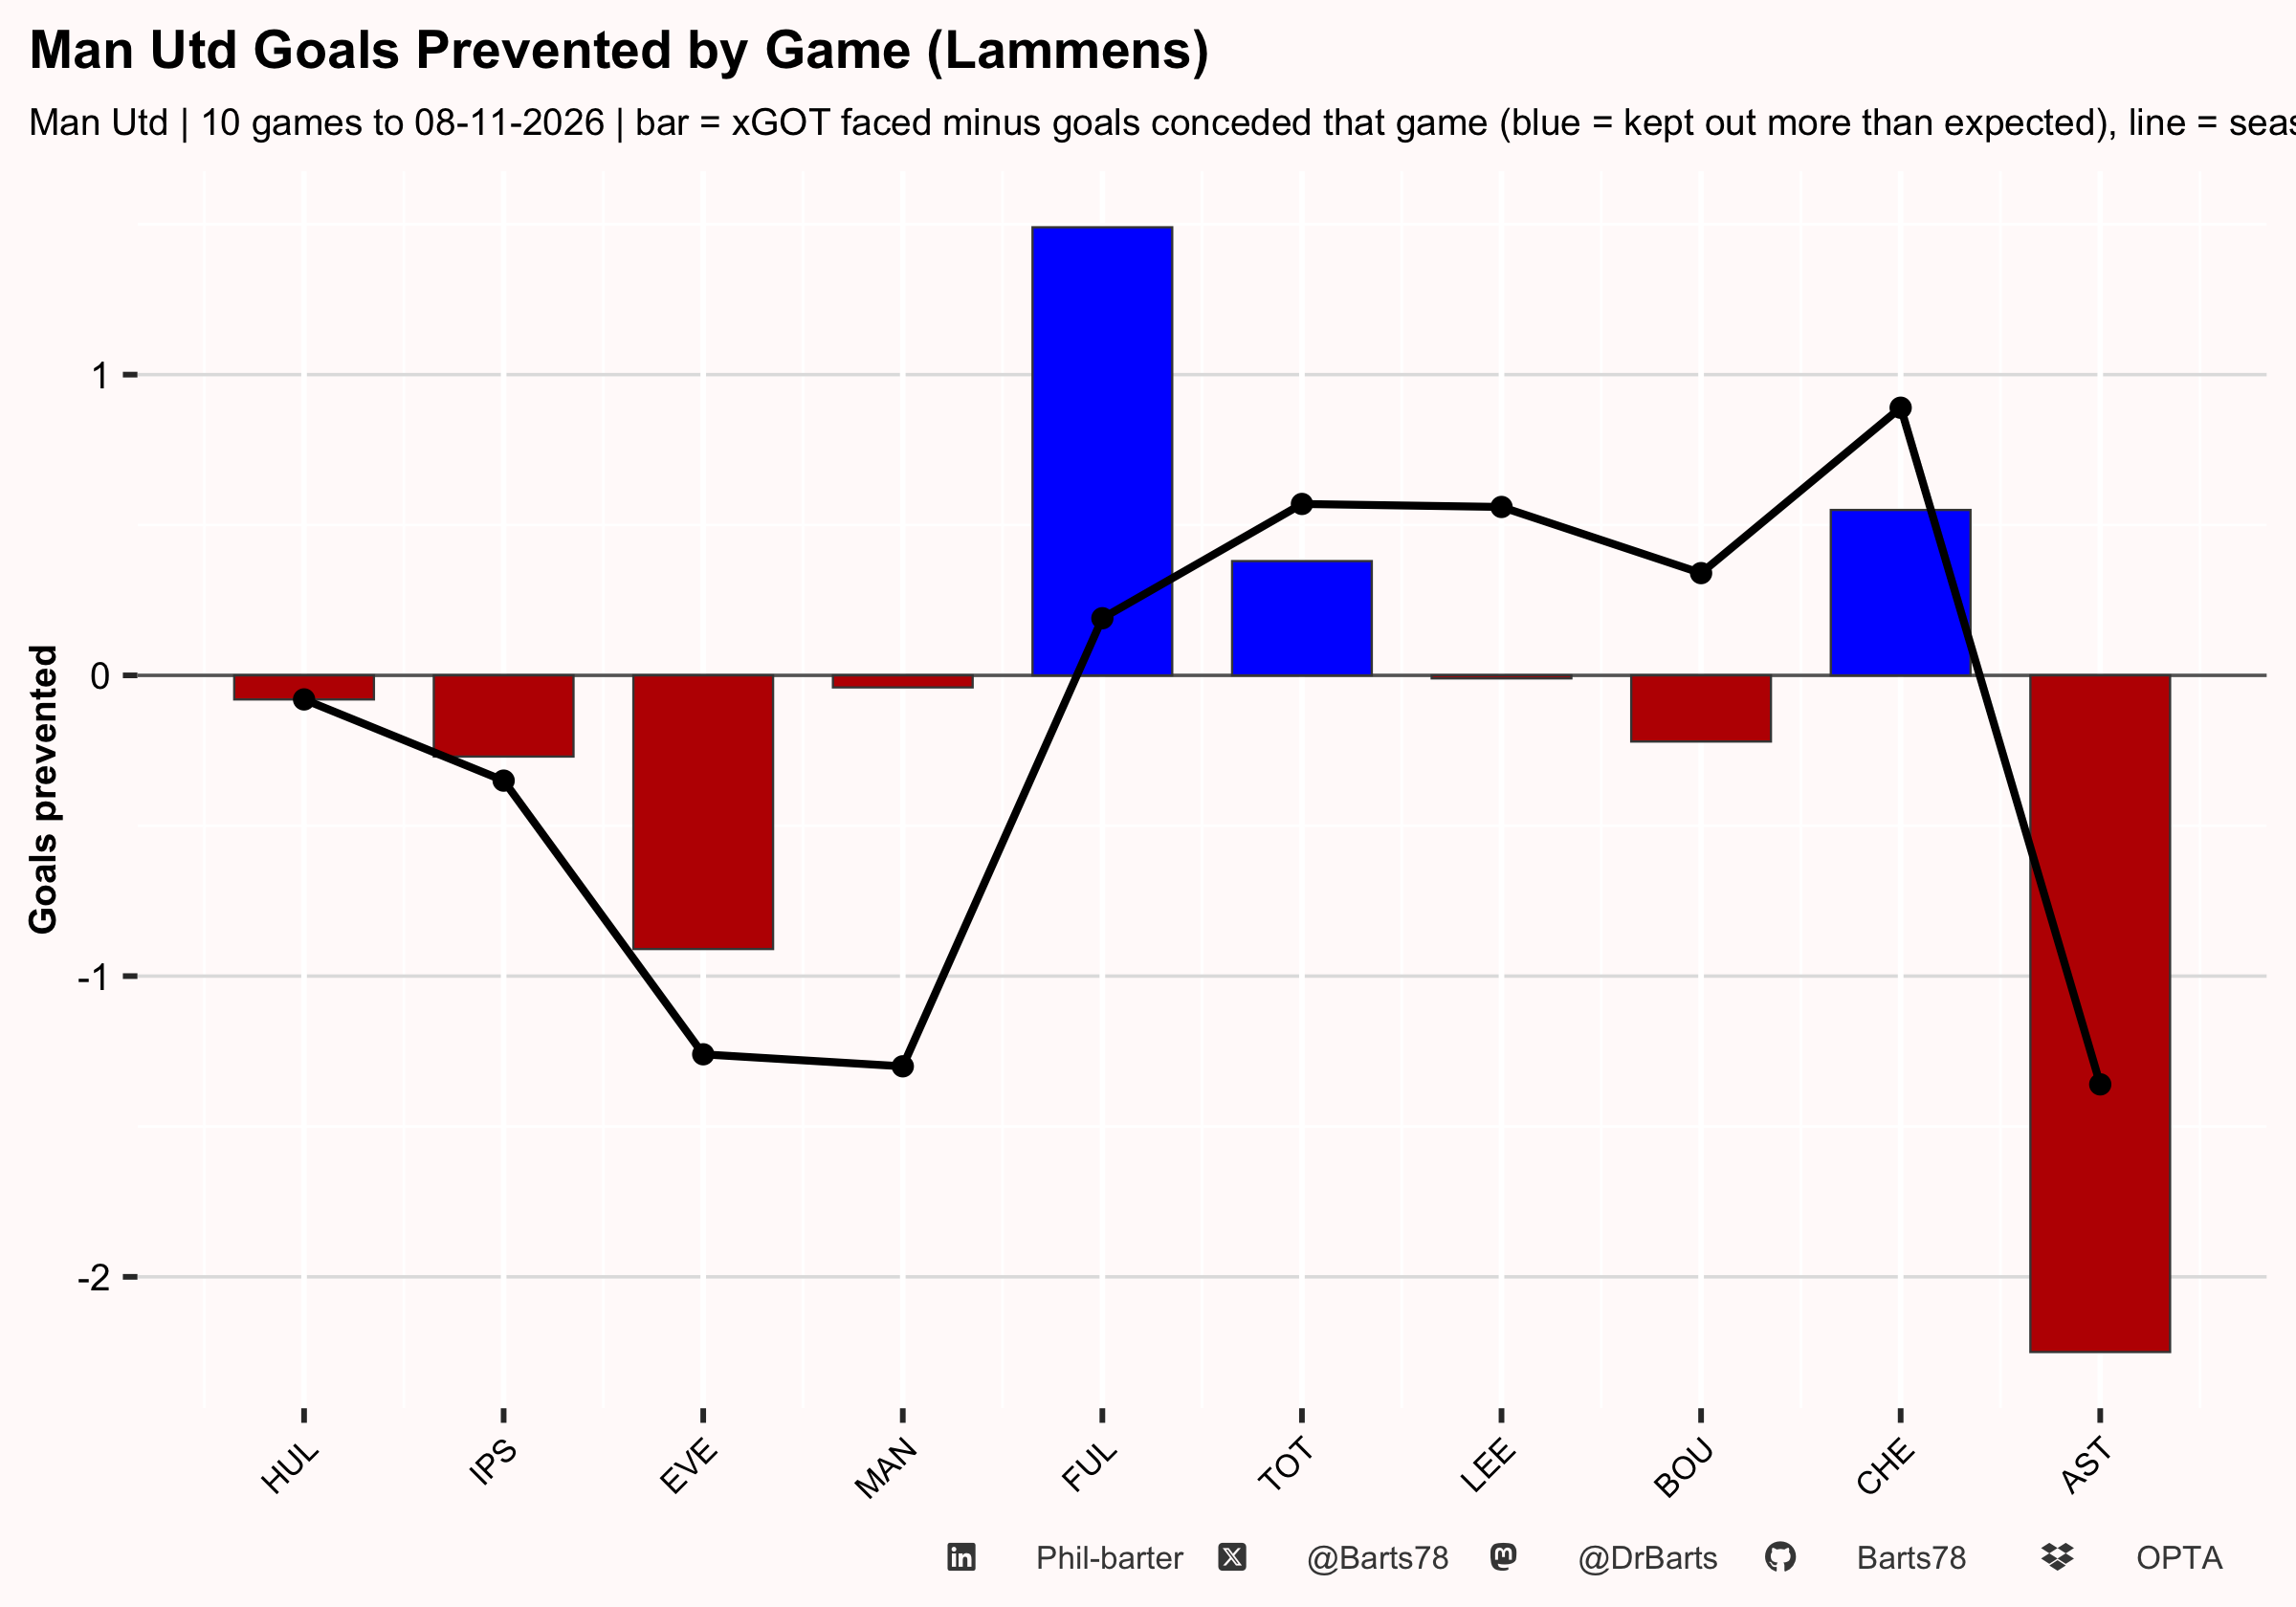 Man Utd Goals Prevented by Game (Lammens)
Man Utd | 10 games to 08-11-2026 | bar = xGOT faced minus goals conceded that game (blue = kept out more than expected), line = seas
Goals prevented
1
0
-1
-2
HUL IPS EVE MAN FUL TOT LEE BOU CHE AST
Phil-barter @Barts78 @DrBarts Barts78 OPTA